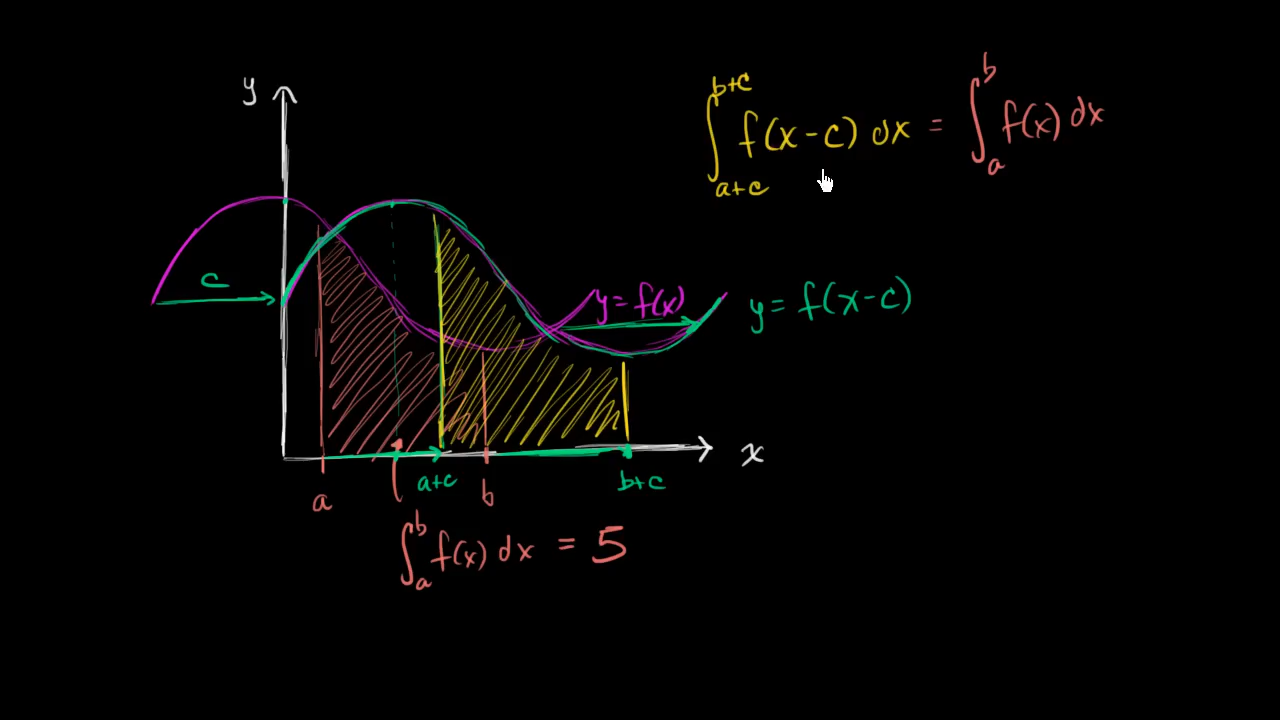 y
∫_{a+c}^{b+c} f(x-c) dx = ∫_a^b f(x) dx
c
y = f(x)
y = f(x-c)
x
a
a+c
b
b+c
∫_a^b f(x) dx = 5